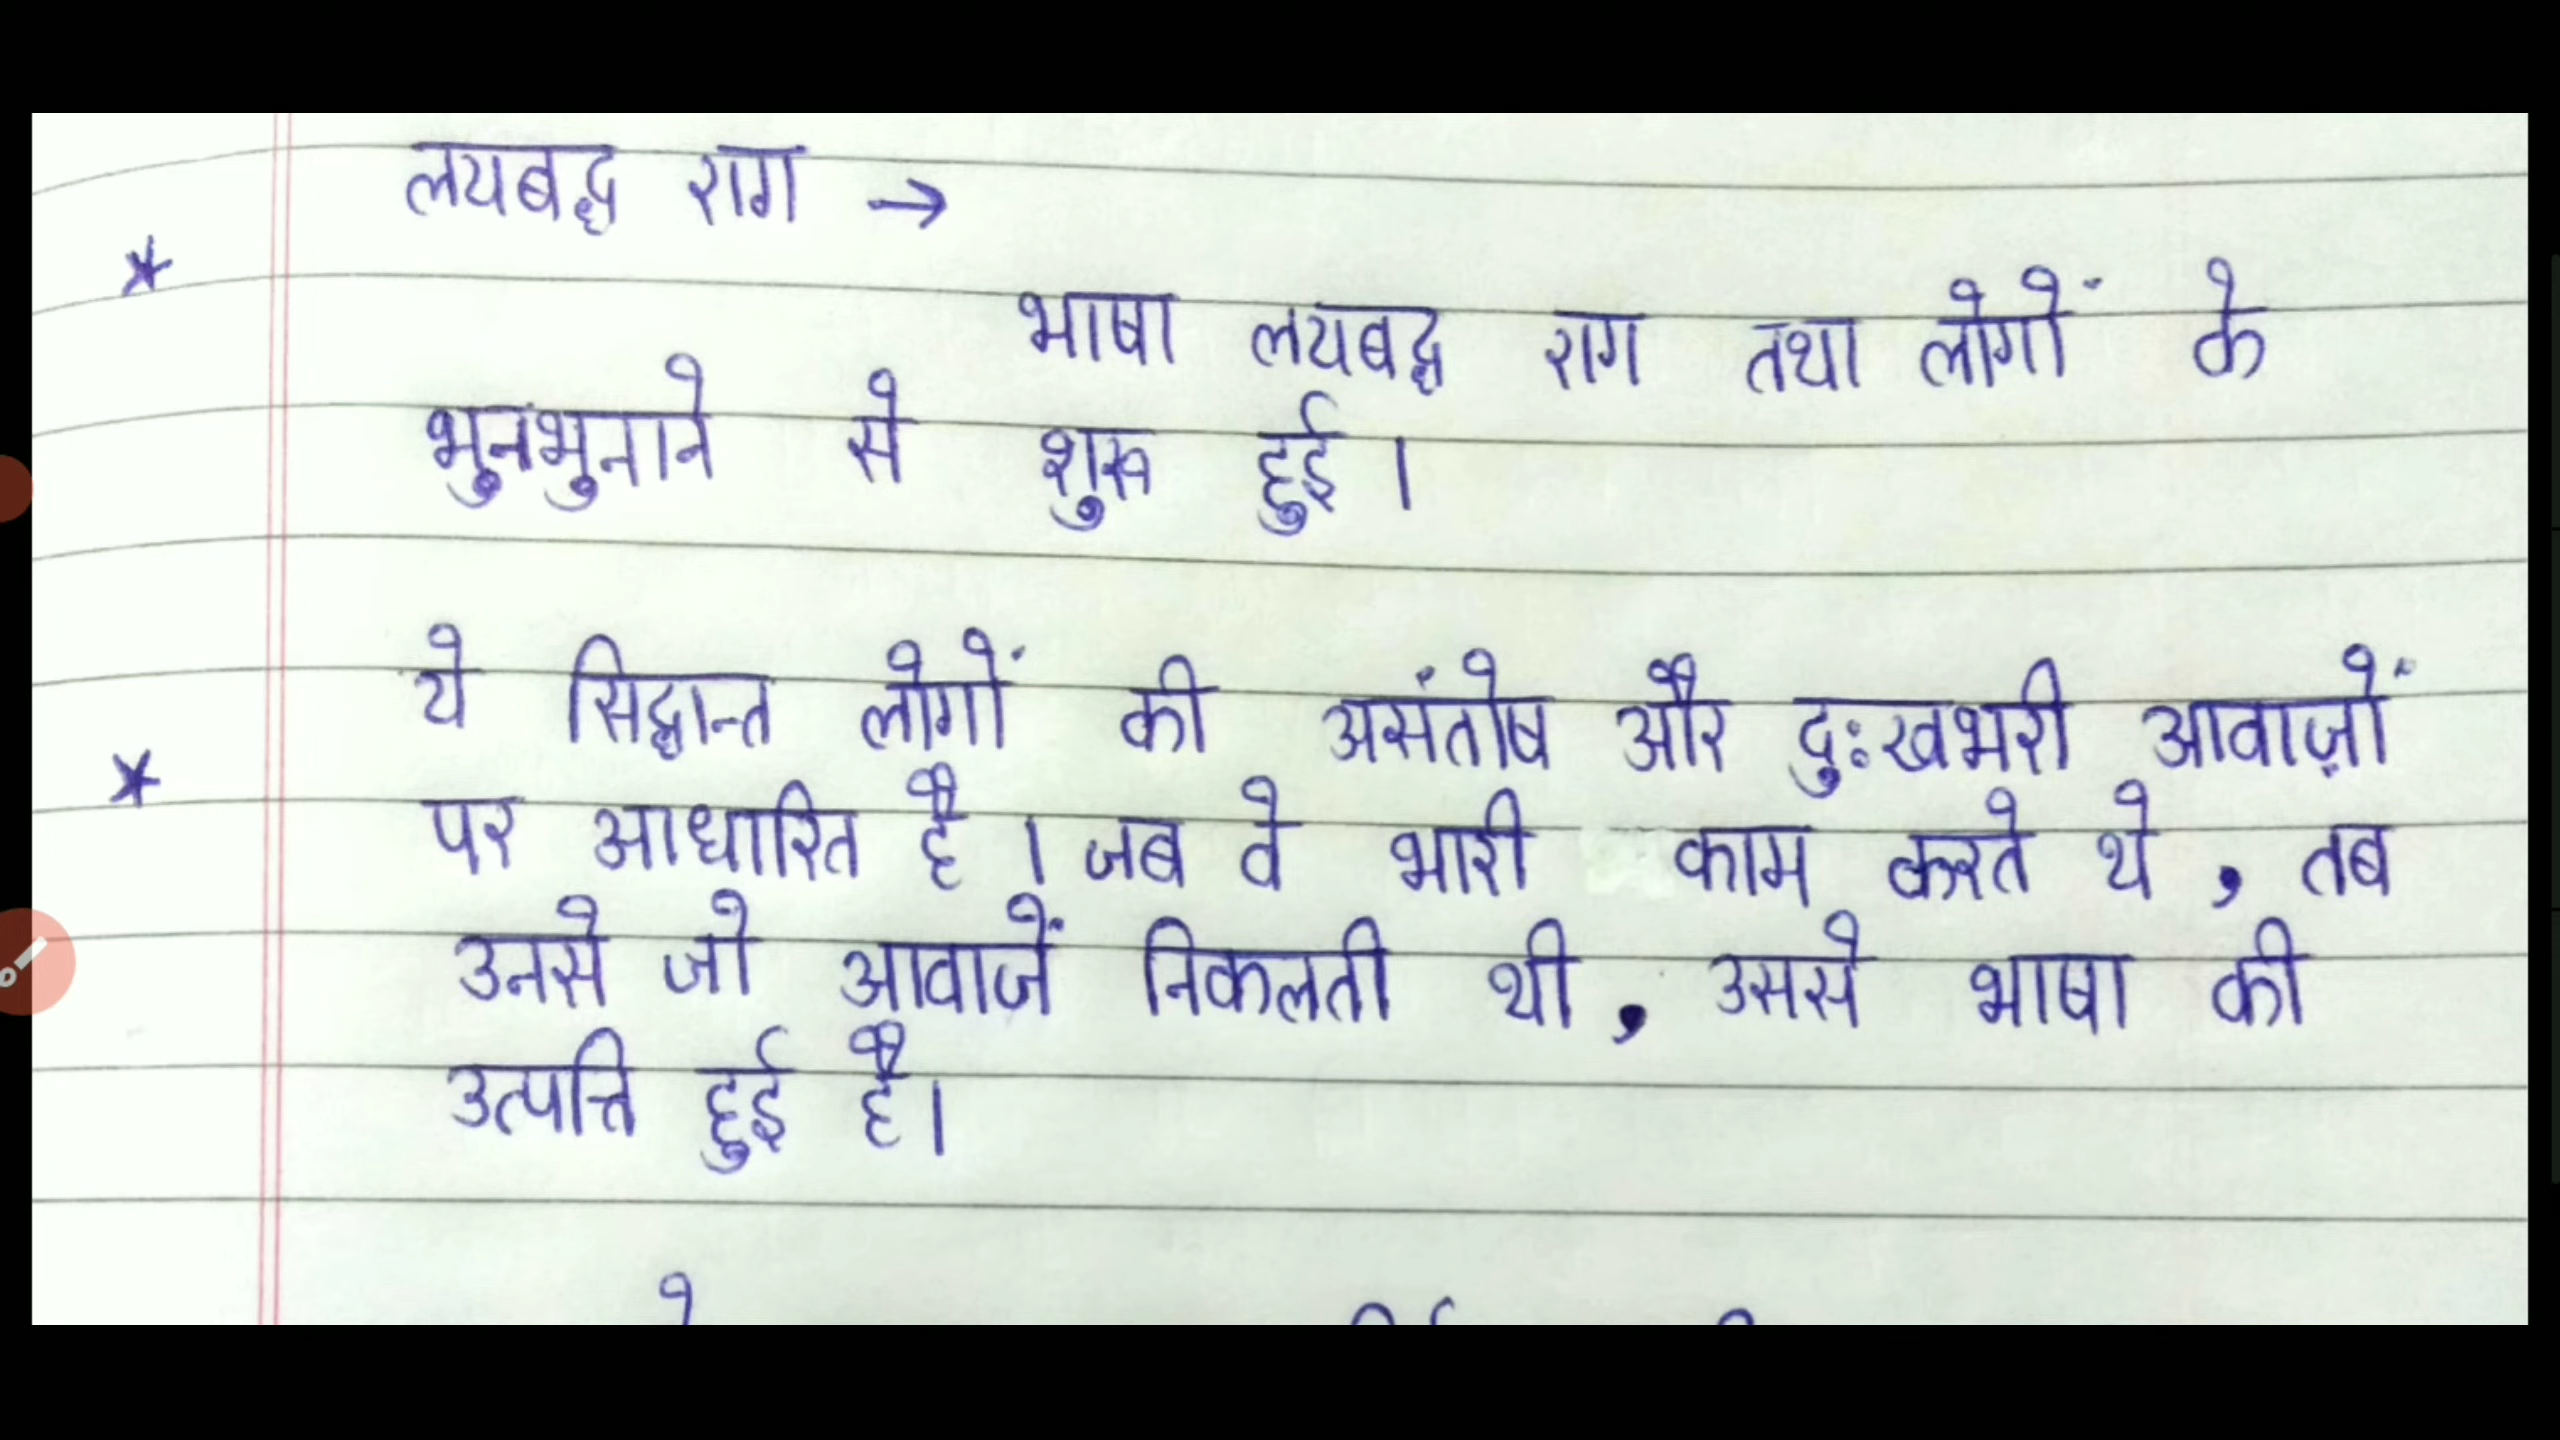 लयबद्ध राग →
* भाषा लयबद्ध राग तथा लोगों के
भुनभुनाने से शुरू हुई ।
ये सिद्धान्त लोगों की असंतोष और दुःखभरी आवाज़ों
* पर आधारित है । जब वे भारी काम करते थे , तब
उनसे जो आवाजें निकलती थी , उससे भाषा की
उत्पत्ति हुई है।